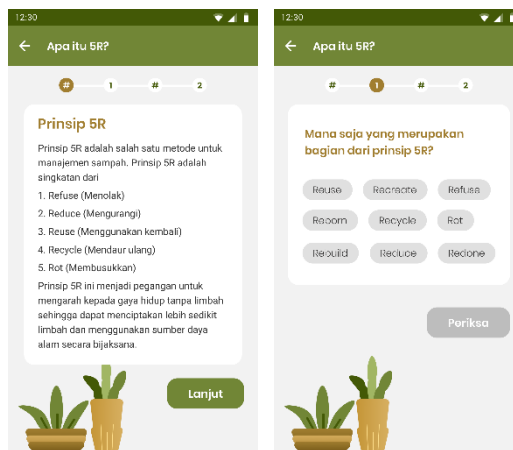 12:30
Apa itu 5R?
# 1 # 2
Prinsip 5R
Prinsip 5R adalah salah satu metode untuk
manajemen sampah. Prinsip 5R adalah
singkatan dari
1. Refuse (Menolak)
2. Reduce (Mengurangi)
3. Reuse (Menggunakan kembali)
4. Recycle (Mendaur ulang)
5. Rot (Membusukkan)
Prinsip 5R ini menjadi pegangan untuk
mengarah kepada gaya hidup tanpa limbah
sehingga dapat menciptakan lebih sedikit
limbah dan menggunakan sumber daya
alam secara bijaksana.
Lanjut
12:30
Apa itu 5R?
# 1 # 2
Mana saja yang merupakan
bagian dari prinsip 5R?
Reuse Recreate Refuse
Reborn Recycle Rot
Rebuild Reduce Redone
Periksa